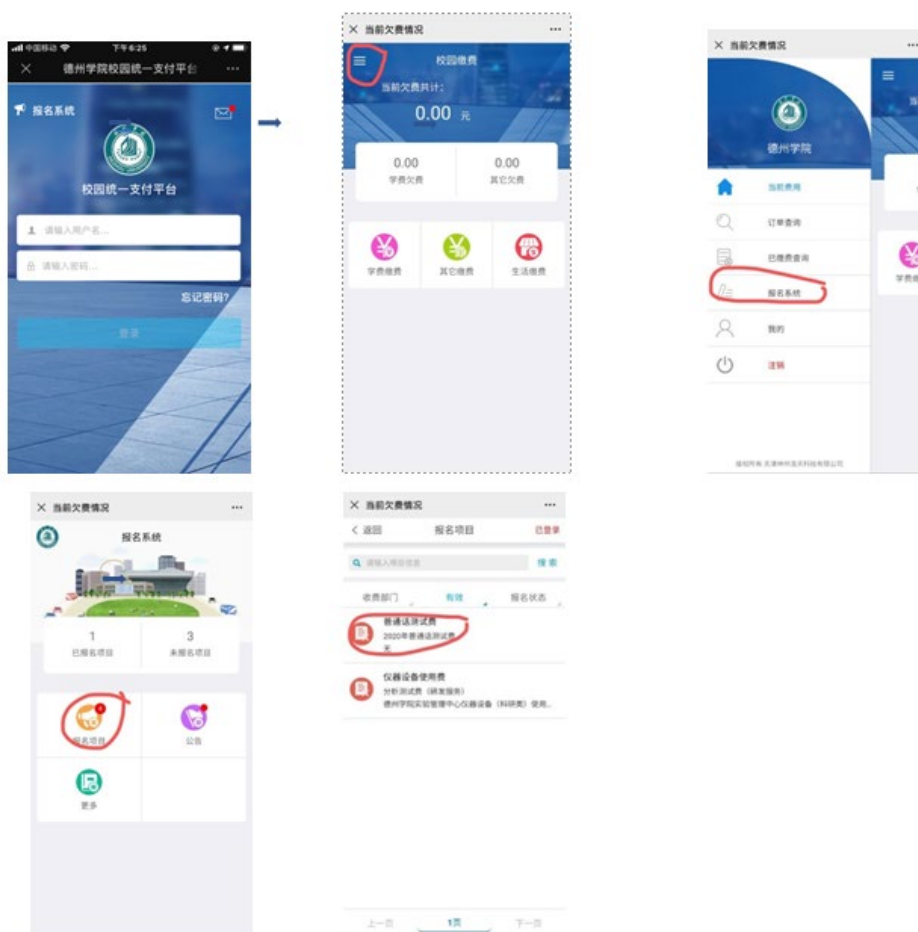 中国移动
下午6:25
德州学院校园统一支付平台
报名系统
校园统一支付平台
请输入用户名...
请输入密码...
忘记密码?
登录
当前欠费情况
校园缴费
当前欠费共计:
0.00 元
0.00
0.00
学费欠费
其它欠费
学费缴费
其它缴费
生活缴费
当前欠费情况
德州学院
当前费用
订单查询
已缴费查询
报名系统
我的
注销
当前欠费情况
报名系统
1
3
已报名项目
未报名项目
报名项目
公告
更多
当前欠费情况
返回
报名项目
已登录
请输入项目信息
搜索
收费部门
有效
报名状态
普通话测试费
2020年普通话测试费
无
仪器设备使用费
分析测试费（研发服务）
德州学院实验管理中心仪器设备（科研类）使用...
上一页
1页
下一页